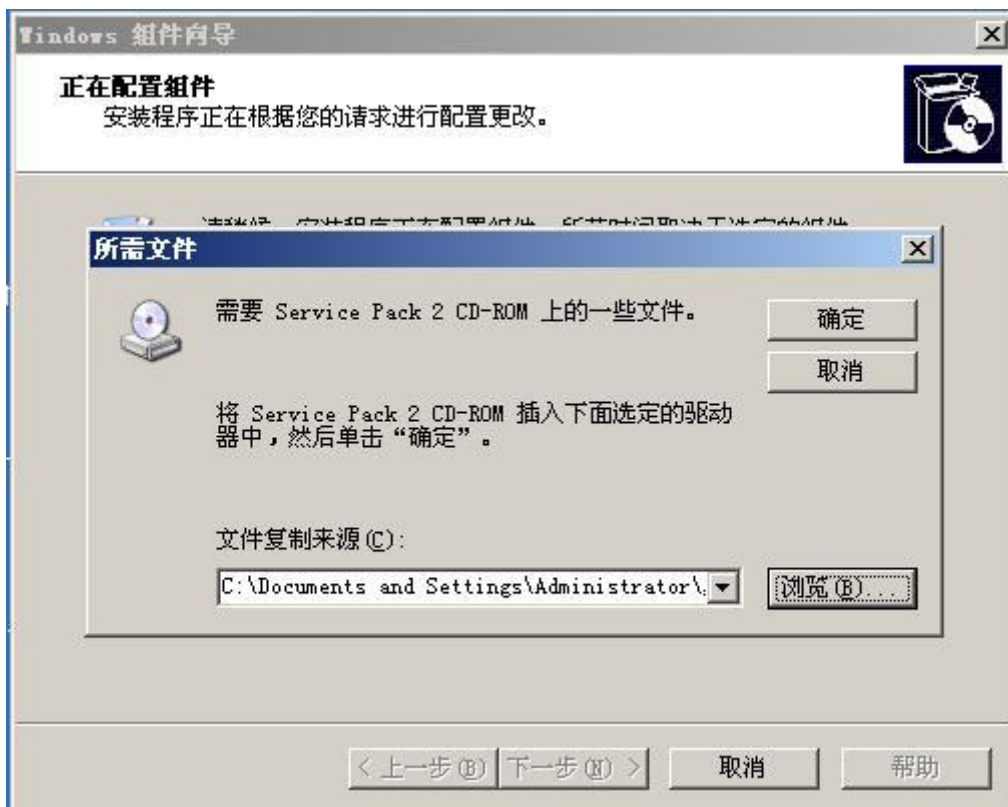 Windows 组件向导
正在配置组件
安装程序正在根据您的请求进行配置更改。
所需文件
需要 Service Pack 2 CD-ROM 上的一些文件。
确定
取消
将 Service Pack 2 CD-ROM 插入下面选定的驱动
器中，然后单击“确定”。
文件复制来源(C):
C:\Documents and Settings\Administrator\
浏览(B)...
< 上一步(B)
下一步(N) >
取消
帮助